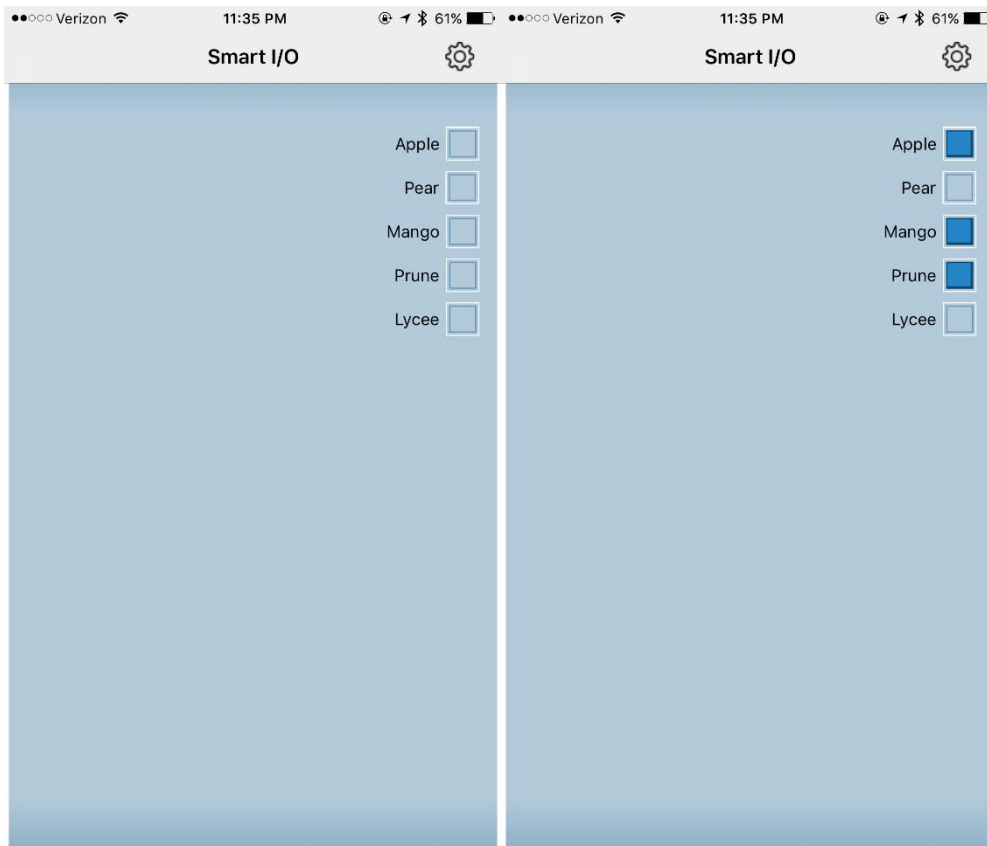 Verizon 11:35 PM 61%
Smart I/O
Apple
Pear
Mango
Prune
Lycee
Verizon 11:35 PM 61%
Smart I/O
Apple
Pear
Mango
Prune
Lycee